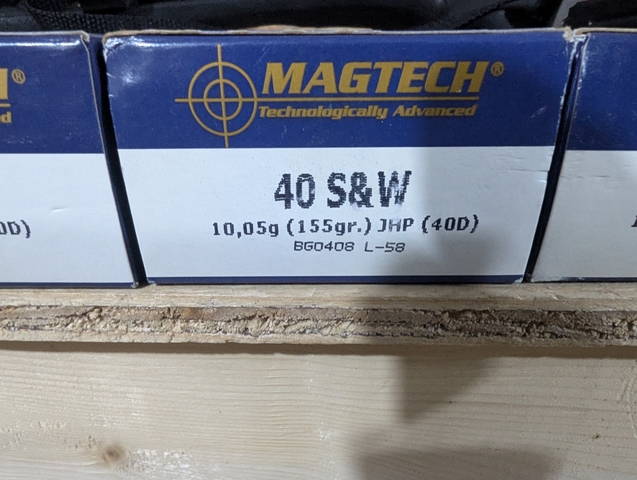 MAGTECH®
Technologically Advanced
40 S&W
10,05g (155gr.) JHP (40D)
BG0408 L-58